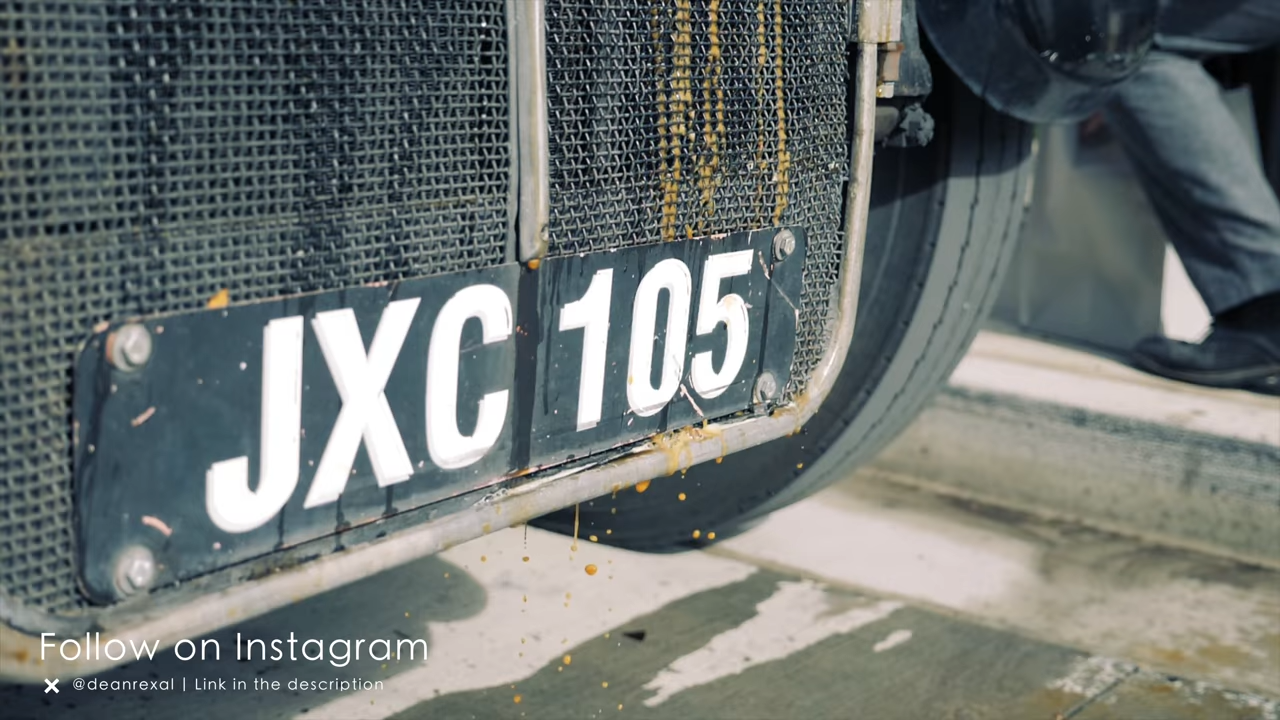 JXC 105
Follow on Instagram
@deanrexal | Link in the description